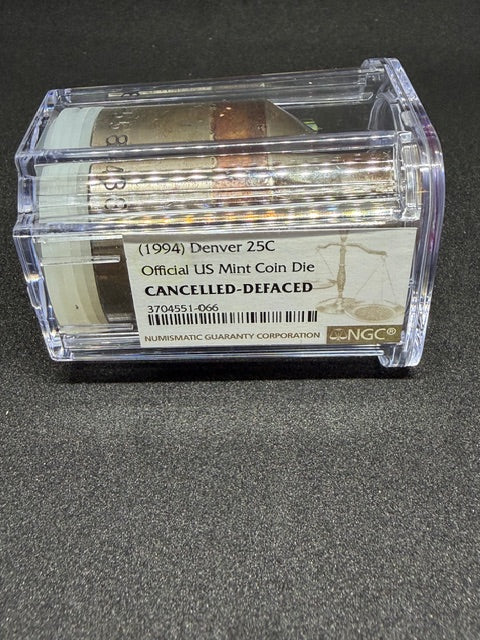 (1994) Denver 25C
Official US Mint Coin Die
CANCELLED-DEFACED
3704551-066
NUMISMATIC GUARANTY CORPORATION
NGC®